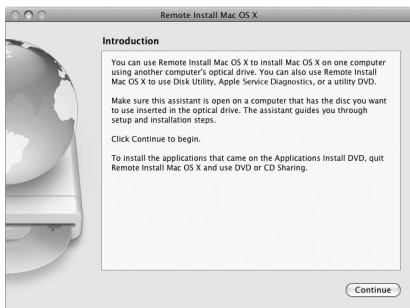 Remote Install Mac OS X
Introduction
You can use Remote Install Mac OS X to install Mac OS X on one computer
using another computer's optical drive. You can also use Remote Install
Mac OS X to use Disk Utility, Apple Service Diagnostics, or a utility DVD.
Make sure this assistant is open on a computer that has the disc you want
to use inserted in the optical drive. The assistant guides you through
setup and installation steps.
Click Continue to begin.
To install the applications that came on the Applications Install DVD, quit
Remote Install Mac OS X and use DVD or CD Sharing.
Continue